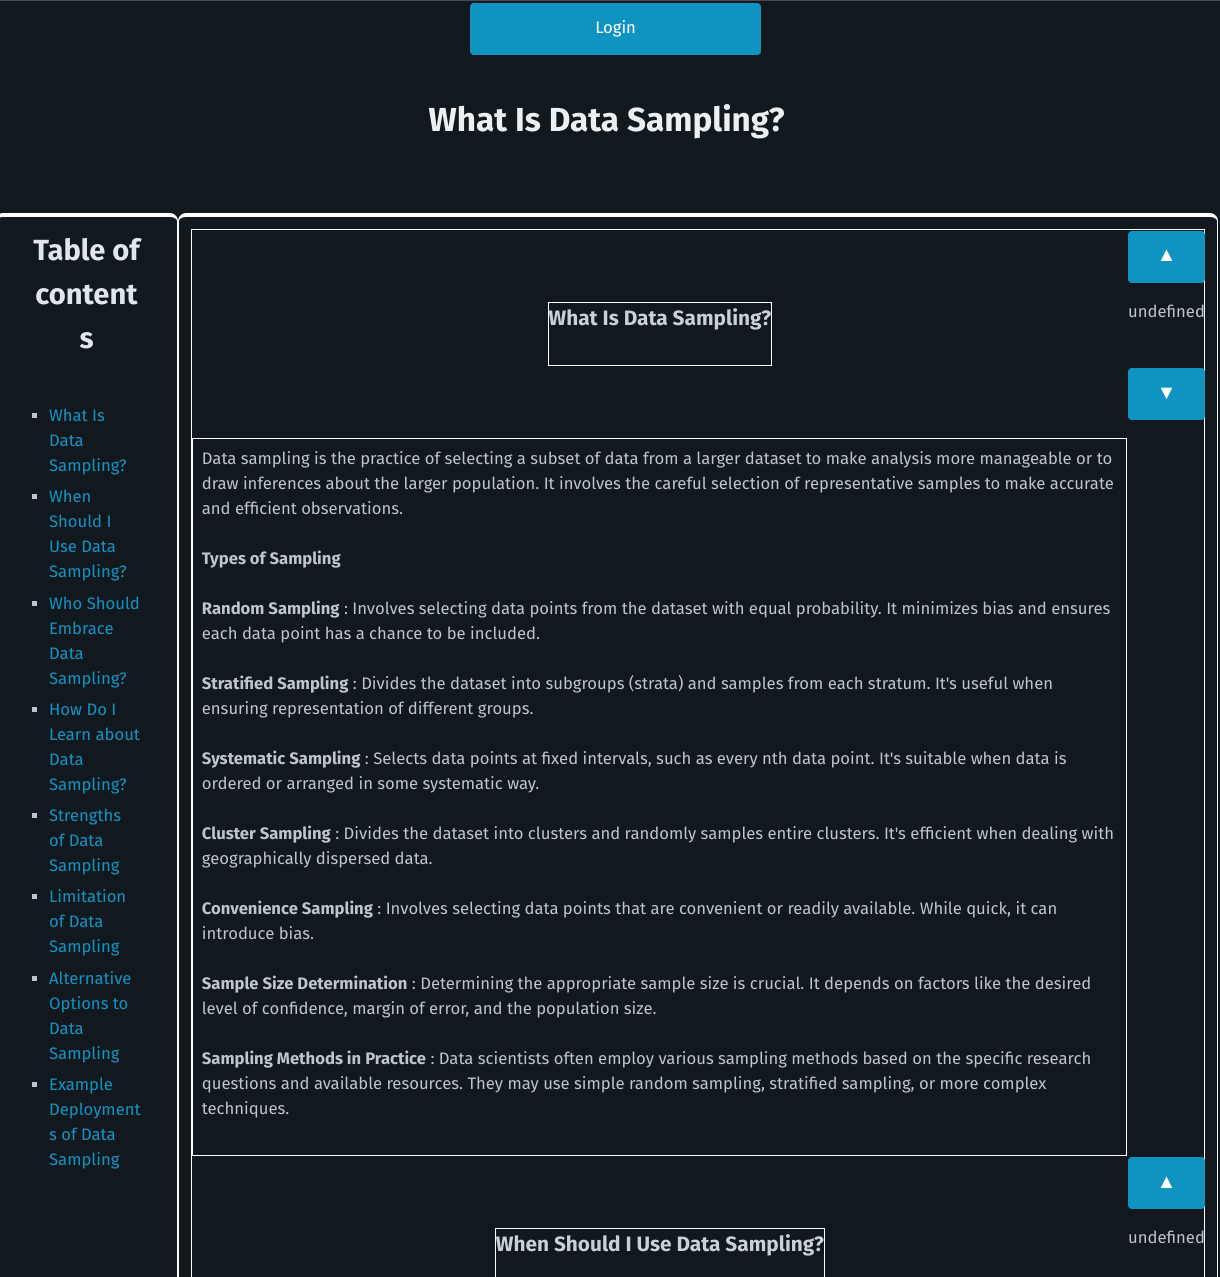 Login
What Is Data Sampling?
Table of
content
s
What Is
Data
Sampling?
When
Should I
Use Data
Sampling?
Who Should
Embrace
Data
Sampling?
How Do I
Learn about
Data
Sampling?
Strengths
of Data
Sampling
Limitation
of Data
Sampling
Alternative
Options to
Data
Sampling
Example
Deployment
s of Data
Sampling
▲
What Is Data Sampling?
undefined
▼
Data sampling is the practice of selecting a subset of data from a larger dataset to make analysis more manageable or to
draw inferences about the larger population. It involves the careful selection of representative samples to make accurate
and efficient observations.
Types of Sampling
Random Sampling : Involves selecting data points from the dataset with equal probability. It minimizes bias and ensures
each data point has a chance to be included.
Stratified Sampling : Divides the dataset into subgroups (strata) and samples from each stratum. It's useful when
ensuring representation of different groups.
Systematic Sampling : Selects data points at fixed intervals, such as every nth data point. It's suitable when data is
ordered or arranged in some systematic way.
Cluster Sampling : Divides the dataset into clusters and randomly samples entire clusters. It's efficient when dealing with
geographically dispersed data.
Convenience Sampling : Involves selecting data points that are convenient or readily available. While quick, it can
introduce bias.
Sample Size Determination : Determining the appropriate sample size is crucial. It depends on factors like the desired
level of confidence, margin of error, and the population size.
Sampling Methods in Practice : Data scientists often employ various sampling methods based on the specific research
questions and available resources. They may use simple random sampling, stratified sampling, or more complex
techniques.
▲
When Should I Use Data Sampling?
undefined